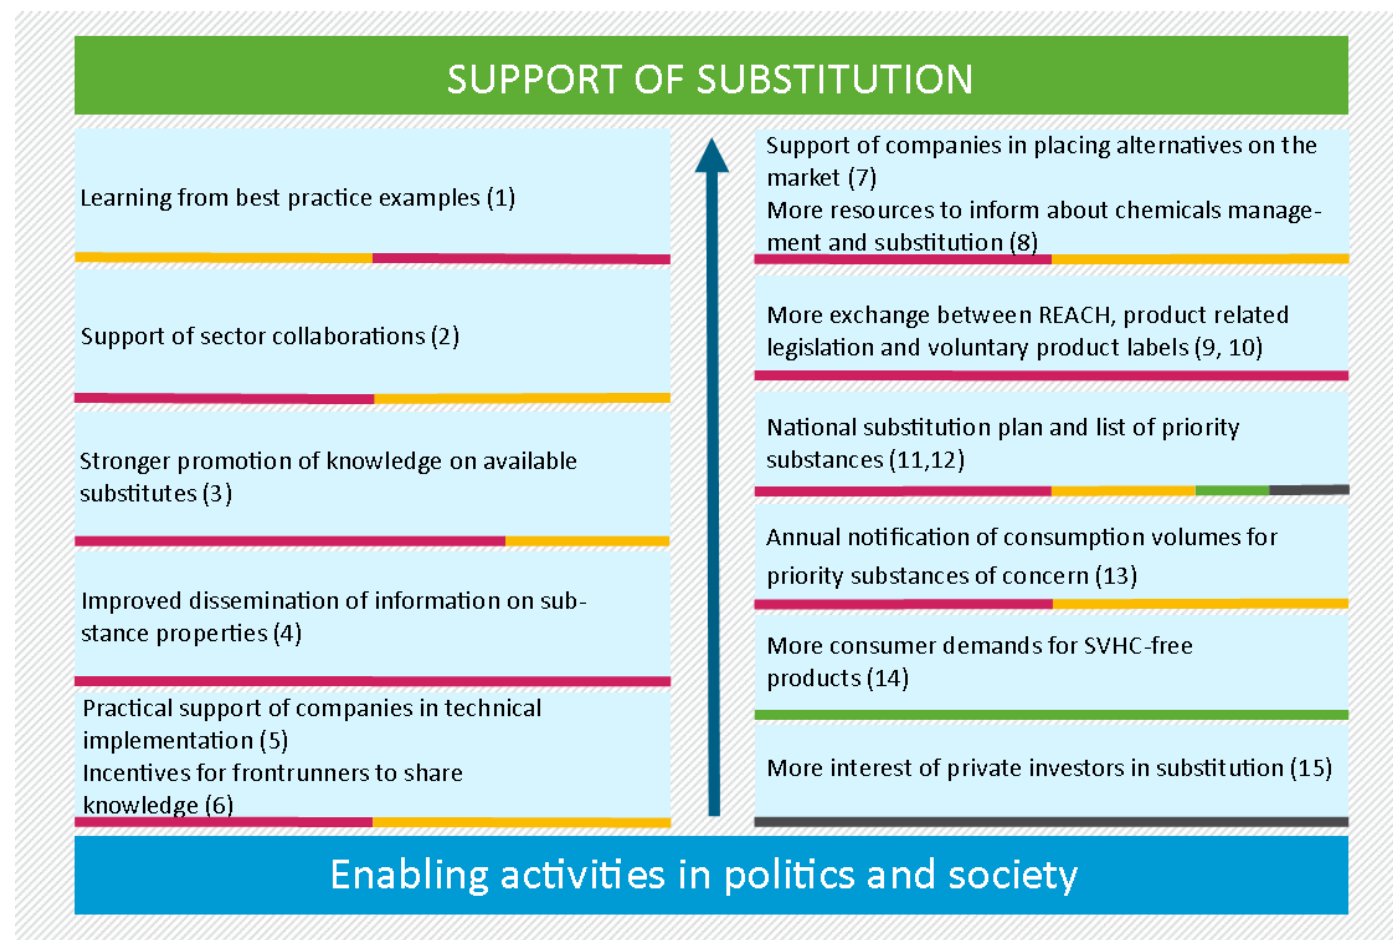 SUPPORT OF SUBSTITUTION
Learning from best practice examples (1)
Support of sector collaborations (2)
Stronger promotion of knowledge on available
substitutes (3)
Improved dissemination of information on sub-
stance properties (4)
Practical support of companies in technical
implementation (5)
Incentives for frontrunners to share
knowledge (6)
Support of companies in placing alternatives on the
market (7)
More resources to inform about chemicals manage-
ment and substitution (8)
More exchange between REACH, product related
legislation and voluntary product labels (9, 10)
National substitution plan and list of priority
substances (11,12)
Annual notification of consumption volumes for
priority substances of concern (13)
More consumer demands for SVHC-free
products (14)
More interest of private investors in substitution (15)
Enabling activities in politics and society